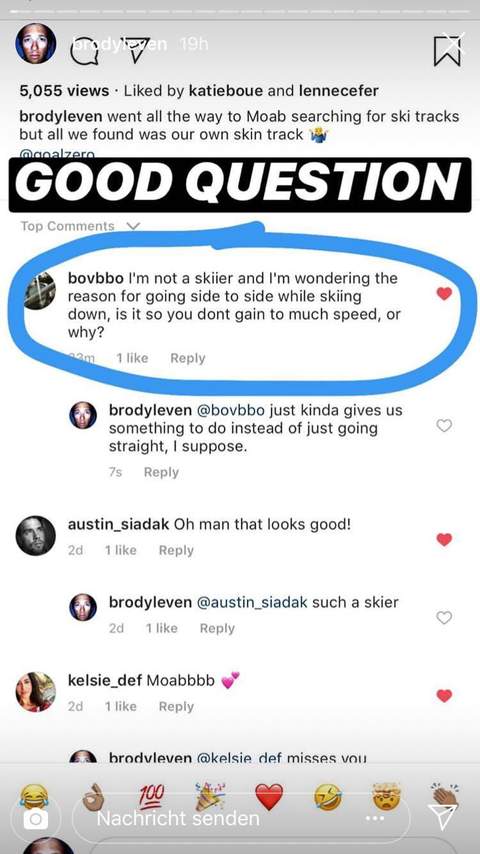 brodyleven 19h
5,055 views · Liked by katieboue and lennecefer
brodyleven went all the way to Moab searching for ski tracks
but all we found was our own skin track 🤷‍♂️
@goalzero
GOOD QUESTION
Top Comments
bovbbo I'm not a skiier and I'm wondering the
reason for going side to side while skiing
down, is it so you dont gain to much speed, or
why?
23m 1 like Reply
brodyleven @bovbbo just kinda gives us
something to do instead of just going
straight, I suppose.
7s Reply
austin_siadak Oh man that looks good!
2d 1 like Reply
brodyleven @austin_siadak such a skier
2d 1 like Reply
kelsie_def Moabbbb 💕
2d 1 like Reply
brodyleven @kelsie_def misses you
😂 👌🏽 💯 🎉 ❤️ 🤣 🤯 👏🏽
Nachricht senden